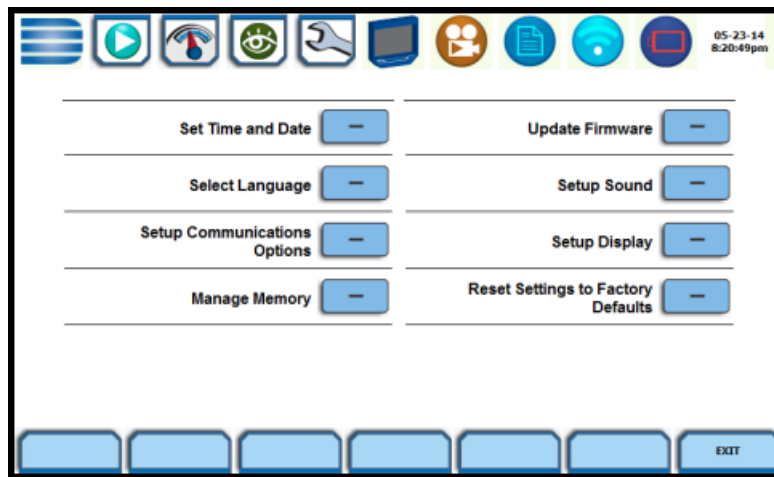 05-23-14
8:20:49pm
Set Time and Date
Update Firmware
Select Language
Setup Sound
Setup Communications
Options
Setup Display
Manage Memory
Reset Settings to Factory
Defaults
EXIT